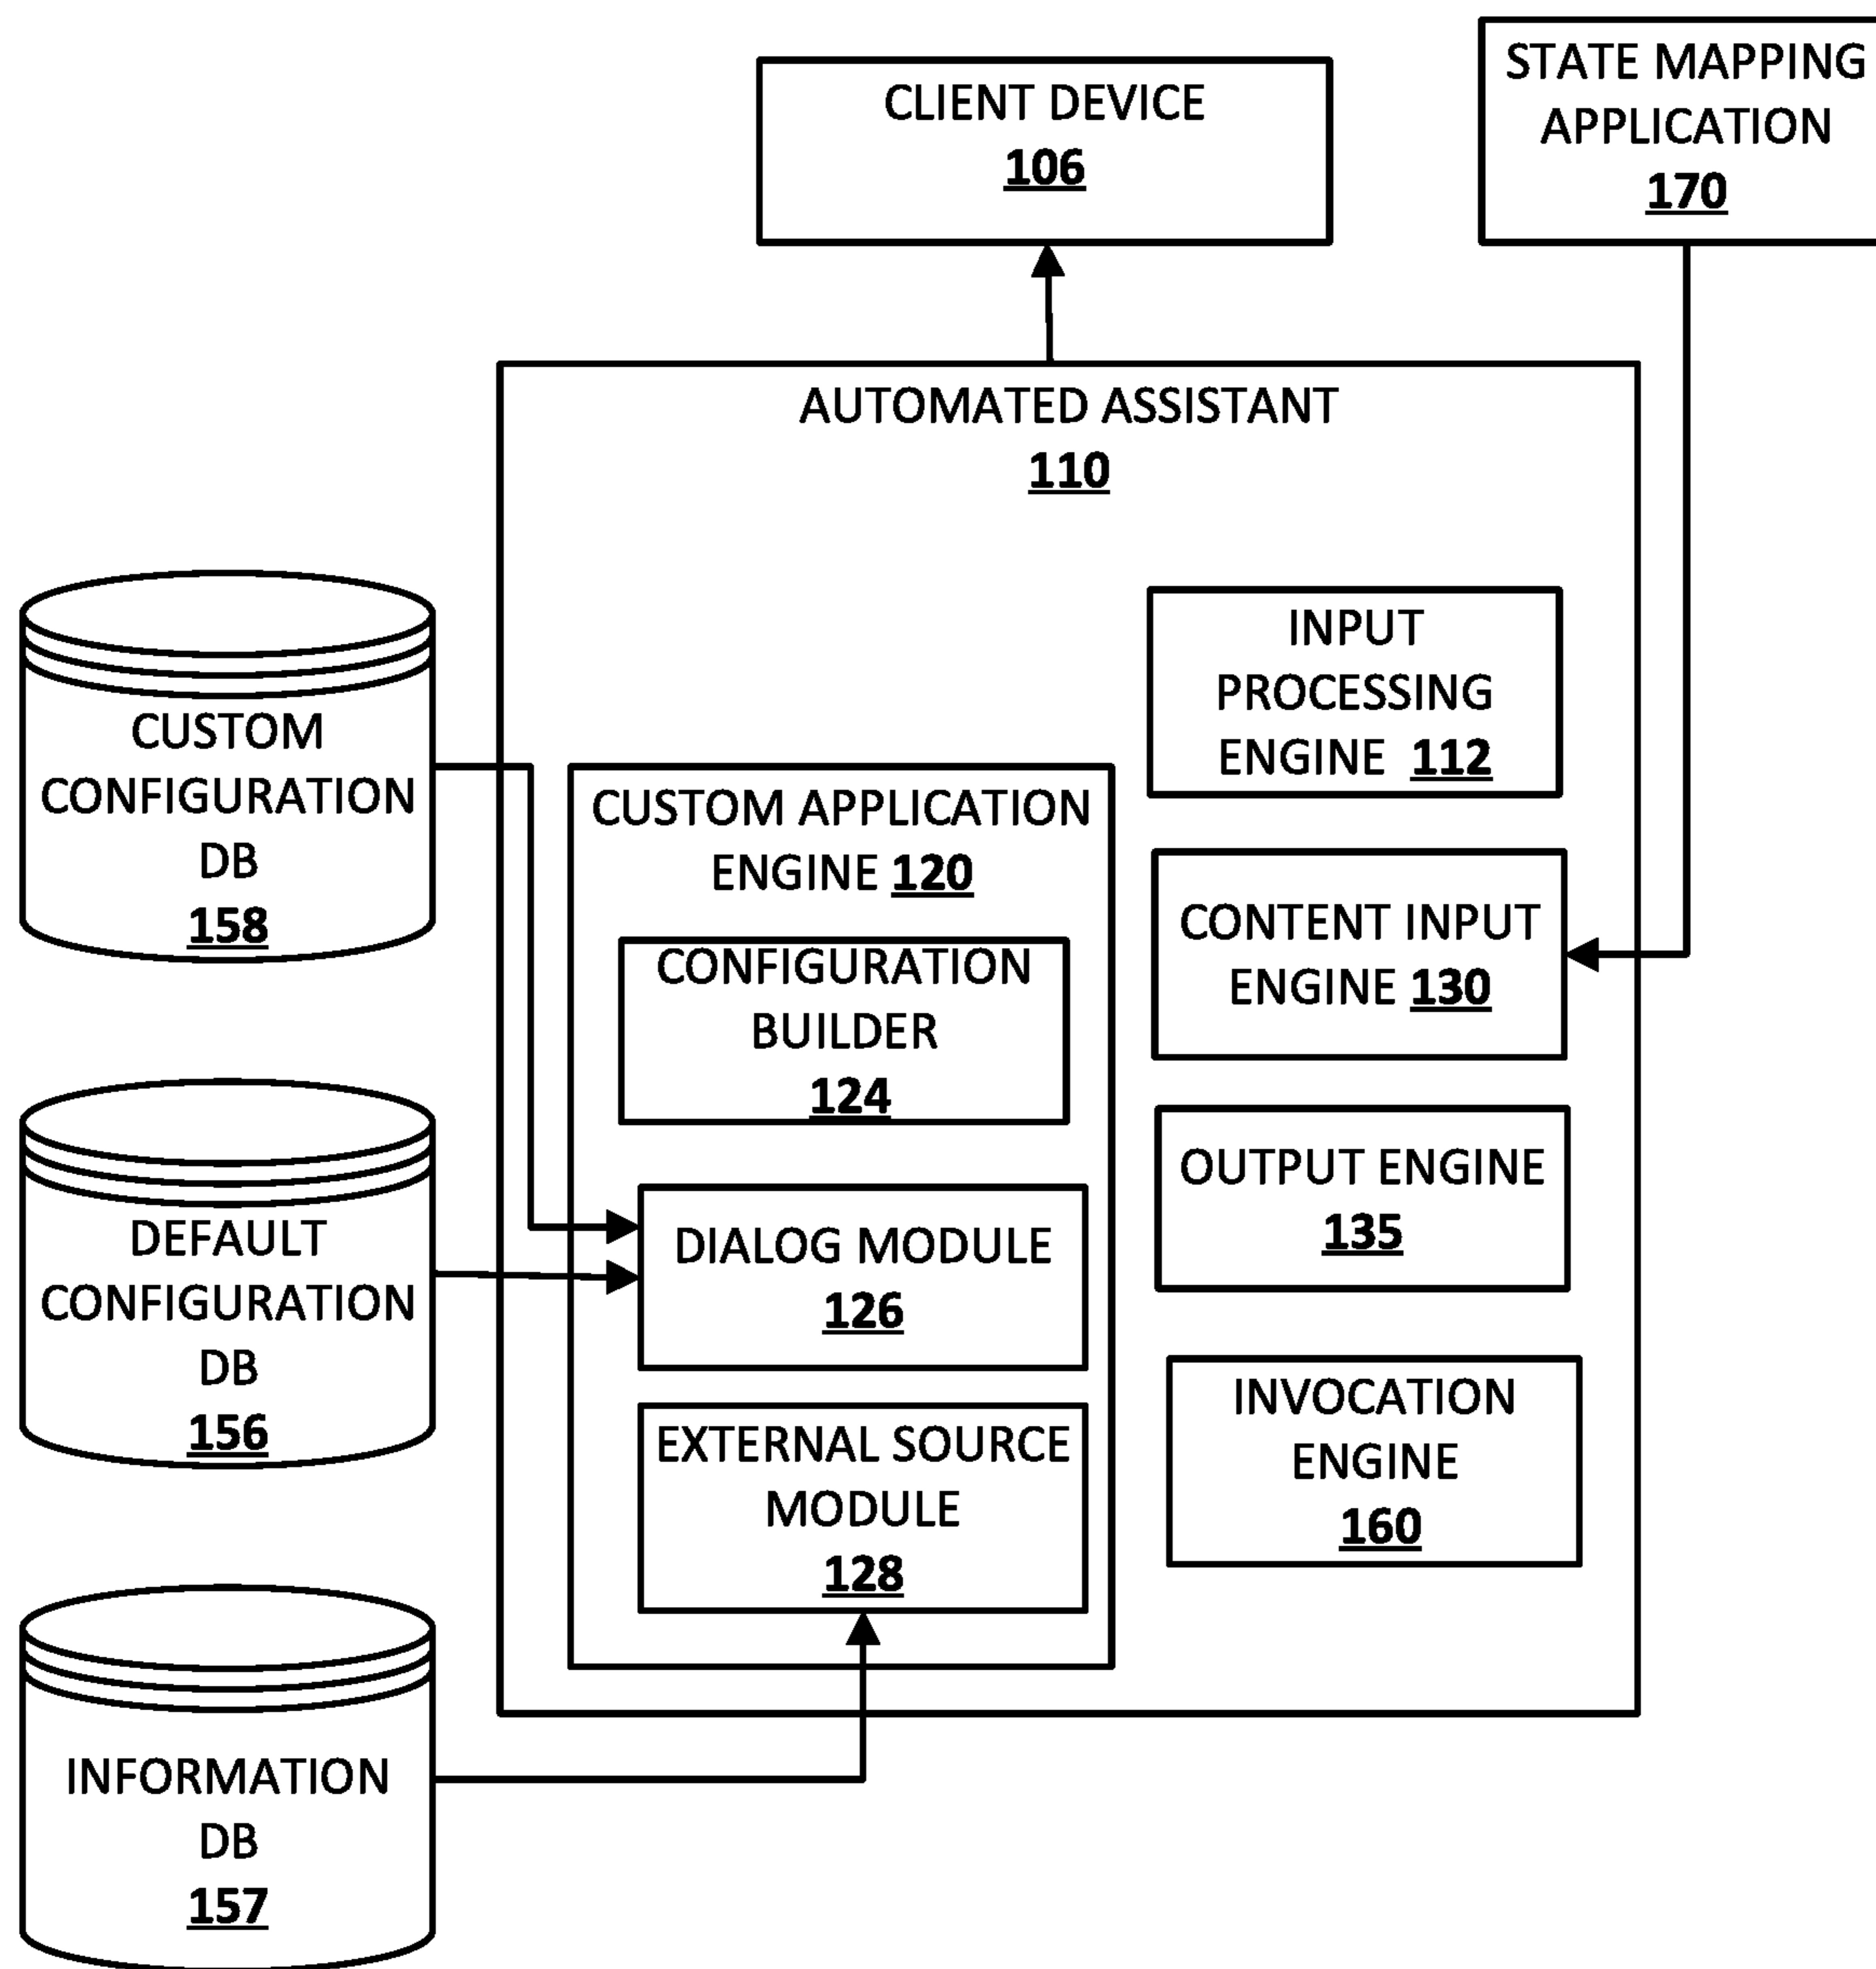 CLIENT DEVICE
106
STATE MAPPING
APPLICATION
170
AUTOMATED ASSISTANT
110
CUSTOM
CONFIGURATION
DB
158
DEFAULT
CONFIGURATION
DB
156
INFORMATION
DB
157
CUSTOM APPLICATION
ENGINE 120
CONFIGURATION
BUILDER
124
DIALOG MODULE
126
EXTERNAL SOURCE
MODULE
128
INPUT
PROCESSING
ENGINE 112
CONTENT INPUT
ENGINE 130
OUTPUT ENGINE
135
INVOCATION
ENGINE
160